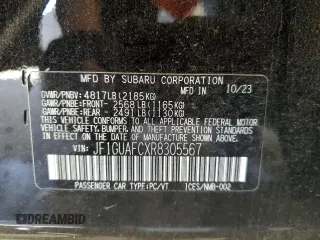 MFD BY SUBARU CORPORATION
GVWR/PNBV: 4817LB(2185KG) MFD IN 10/23
GAWR/PNBE:FRONT- 2568LB(1165KG)
GAWR/PNBE:REAR - 2491LB(1130KG)
THIS VEHICLE CONFORMS TO ALL APPLICABLE
FEDERAL MOTOR VEHICLE SAFETY,
BUMPER, AND THEFT PREVENTION STANDARDS
IN EFFECT ON THE DATE OF
MANUFACTURE SHOWN ABOVE.
VIN: JF1GUAFCXR8305567
PASSENGER CAR TYPE:PC/VT ICES/NMB-002
© IDEAUTOBID